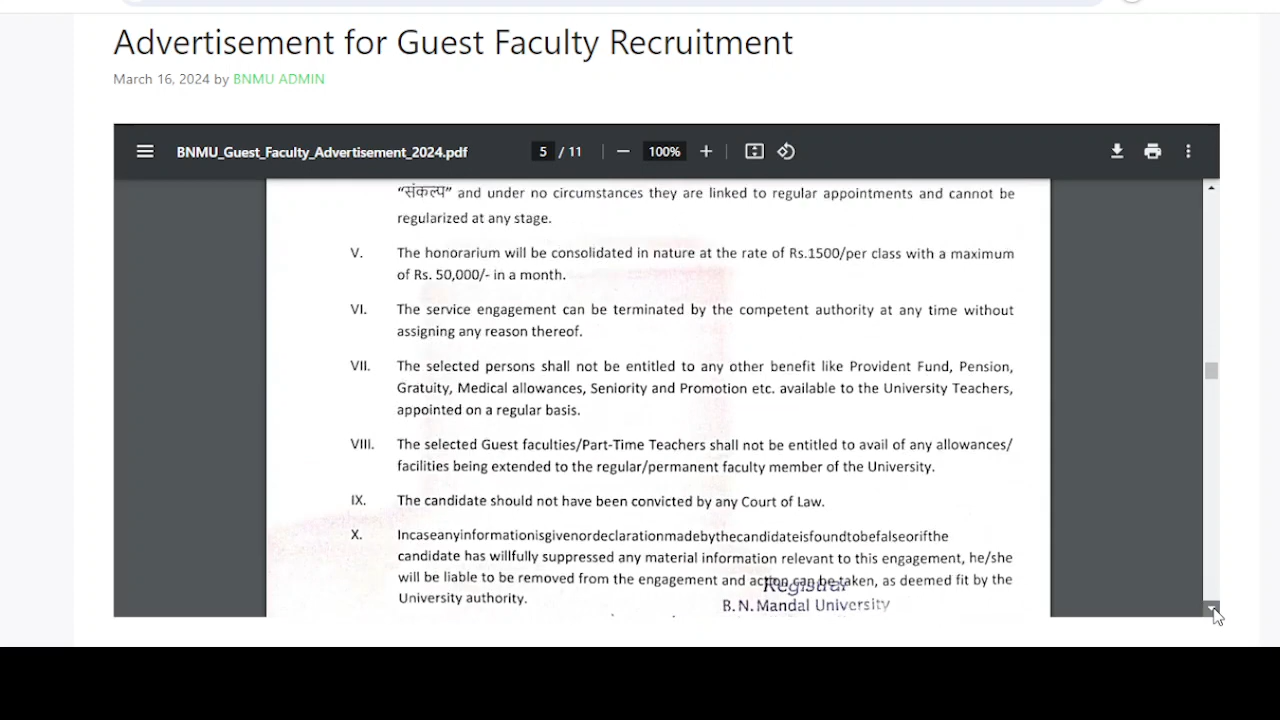 Advertisement for Guest Faculty Recruitment
March 16, 2024 by BNMU ADMIN
BNMU_Guest_Faculty_Advertisement_2024.pdf 5 / 11 100%
“संकल्प” and under no circumstances they are linked to regular appointments and cannot be
regularized at any stage.
V. The honorarium will be consolidated in nature at the rate of Rs.1500/per class with a maximum
of Rs. 50,000/- in a month.
VI. The service engagement can be terminated by the competent authority at any time without
assigning any reason thereof.
VII. The selected persons shall not be entitled to any other benefit like Provident Fund, Pension,
Gratuity, Medical allowances, Seniority and Promotion etc. available to the University Teachers,
appointed on a regular basis.
VIII. The selected Guest faculties/Part-Time Teachers shall not be entitled to avail of any allowances/
facilities being extended to the regular/permanent faculty member of the University.
IX. The candidate should not have been convicted by any Court of Law.
X. Incaseanyinformationisgivenordeclarationmadebythecandidateisfoundtobefalseorifthe
candidate has willfully suppressed any material information relevant to this engagement, he/she
will be liable to be removed from the engagement and action can be taken, as deemed fit by the
University authority.
Registrar
B.N. Mandal University